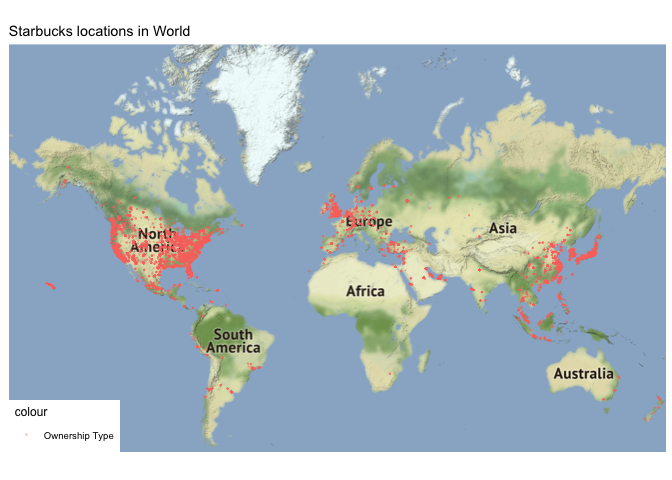 Starbucks locations in World
North
America
Europe
Asia
Africa
South
America
Australia
colour
Ownership Type